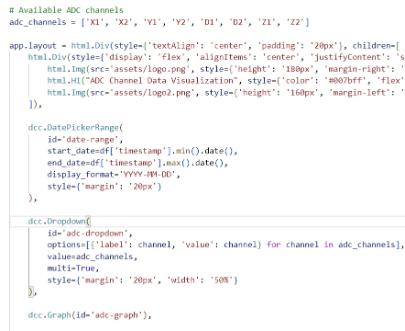 # Available ADC channels
adc_channels = ['X1', 'X2', 'Y1', 'Y2', 'D1', 'D2', 'Z1', 'Z2']
app.layout = html.Div(style={'textAlign': 'center', 'padding': '20px'}, children=[
html.Div(style={'display': 'flex', 'alignItems': 'center', 'justifyContent': 's
html.Img(src='assets/logo.png', style={'height': '180px', 'margin-right': '
html.H1("ADC Channel Data Visualization", style={'color': '#007bff', 'flex'
html.Img(src='assets/logo2.png', style={'height': '160px', 'margin-left': '
]),
dcc.DatePickerRange(
id='date-range',
start_date=df['timestamp'].min().date(),
end_date=df['timestamp'].max().date(),
display_format='YYYY-MM-DD',
style={'margin': '20px'}
),
dcc.Dropdown(
id='adc-dropdown',
options=[{'label': channel, 'value': channel} for channel in adc_channels],
value=adc_channels,
multi=True,
style={'margin': '20px', 'width': '50%'}
),
dcc.Graph(id='adc-graph'),